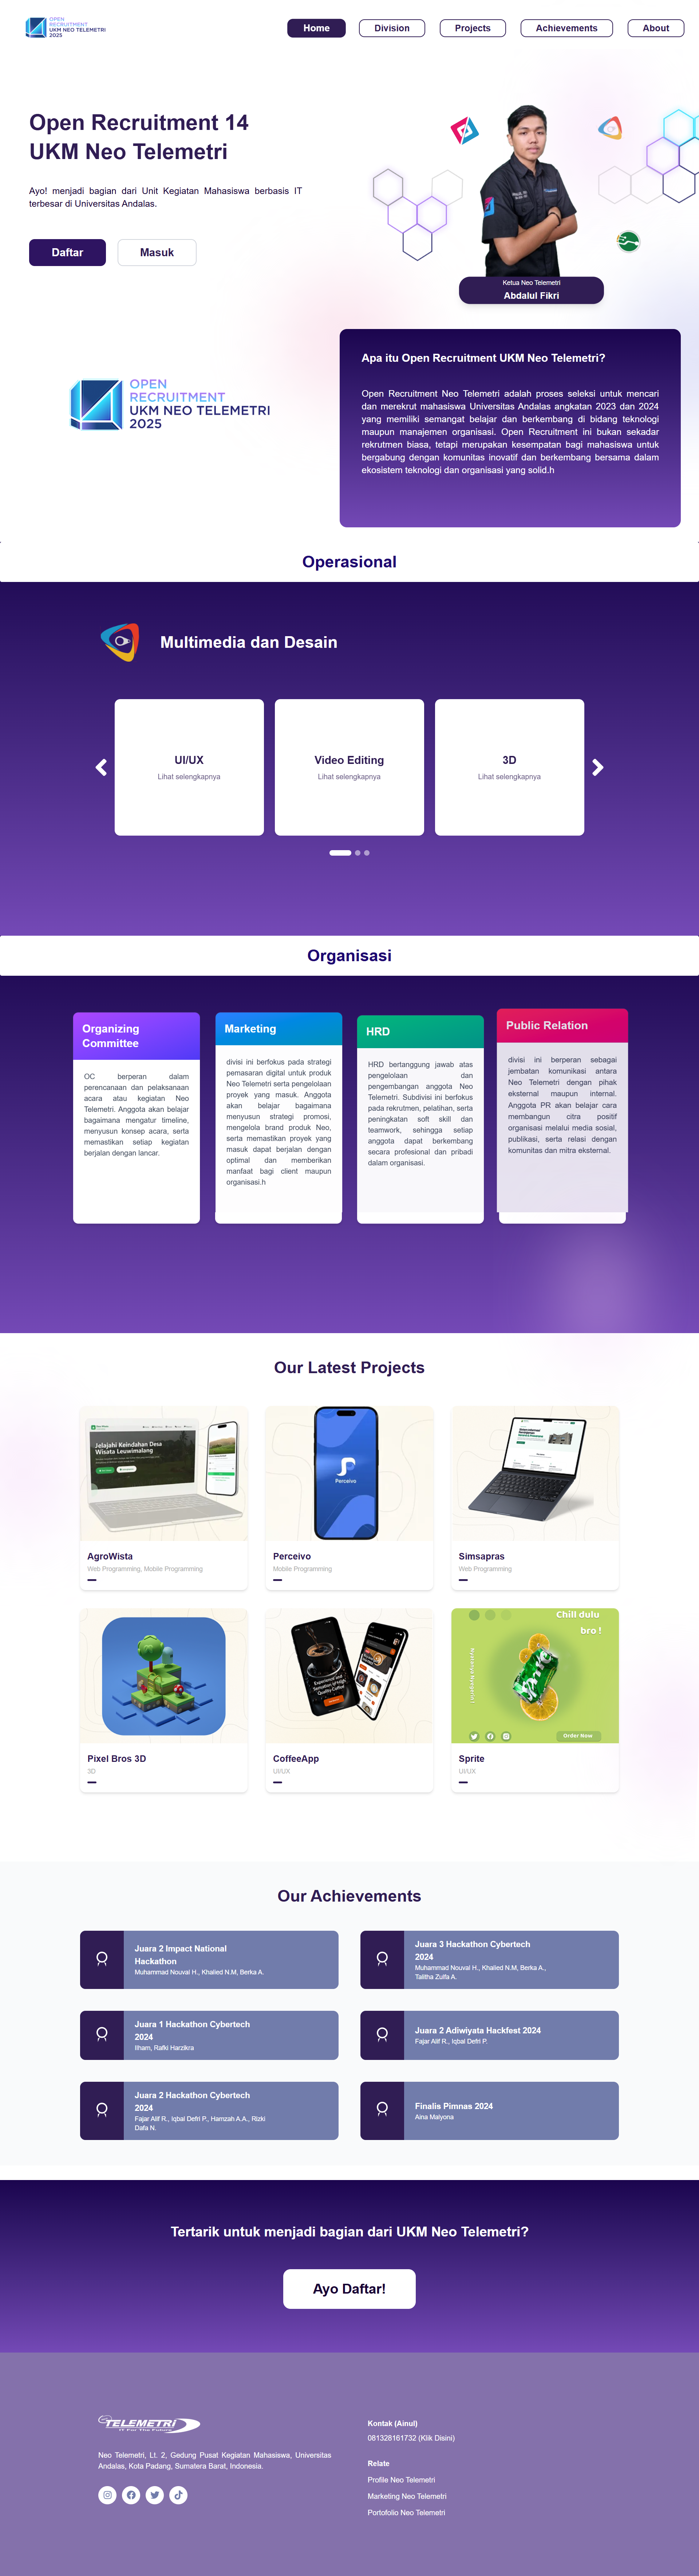 OPEN
RECRUITMENT
UKM NEO TELEMETRI
2025
Home
Division
Projects
Achievements
About
Open Recruitment 14
UKM Neo Telemetri
Ayo! menjadi bagian dari Unit Kegiatan Mahasiswa berbasis IT
terbesar di Universitas Andalas.
Daftar
Masuk
Ketua Neo Telemetri
Abdalul Fikri
OPEN
RECRUITMENT
UKM NEO TELEMETRI
2025
Apa itu Open Recruitment UKM Neo Telemetri?
Open Recruitment Neo Telemetri adalah proses seleksi untuk mencari
dan merekrut mahasiswa Universitas Andalas angkatan 2023 dan 2024
yang memiliki semangat belajar dan berkembang di bidang teknologi
maupun manajemen organisasi. Open Recruitment ini bukan sekadar
rekrutmen biasa, tetapi merupakan kesempatan bagi mahasiswa untuk
bergabung dengan komunitas inovatif dan berkembang bersama dalam
ekosistem teknologi dan organisasi yang solid.h
Operasional
Multimedia dan Desain
UI/UX
Lihat selengkapnya
Video Editing
Lihat selengkapnya
3D
Lihat selengkapnya
Organisasi
Organizing
Committee
OC berperan dalam
perencanaan dan pelaksanaan
acara atau kegiatan Neo
Telemetri. Anggota akan belajar
bagaimana mengatur timeline,
menyusun konsep acara, serta
memastikan setiap kegiatan
berjalan dengan lancar.
Marketing
divisi ini berfokus pada strategi
pemasaran digital untuk produk
Neo Telemetri serta pengelolaan
proyek yang masuk. Anggota
akan belajar bagaimana
menyusun strategi promosi,
mengelola brand produk Neo,
serta memastikan proyek yang
masuk dapat berjalan dengan
optimal dan memberikan
manfaat bagi client maupun
organisasi.h
HRD
HRD bertanggung jawab atas
pengelolaan dan
pengembangan anggota Neo
Telemetri. Subdivisi ini berfokus
pada rekrutmen, pelatihan, serta
peningkatan soft skill dan
teamwork, sehingga setiap
anggota dapat berkembang
secara profesional dan pribadi
dalam organisasi.
Public Relation
divisi ini berperan sebagai
jembatan komunikasi antara
Neo Telemetri dengan pihak
eksternal maupun internal.
Anggota PR akan belajar cara
membangun citra positif
organisasi melalui media sosial,
publikasi, serta relasi dengan
komunitas dan mitra eksternal.
Our Latest Projects
Jelajahi Keindahan Desa
Wisata Leuwimalang
AgroWista
Web Programming, Mobile Programming
Perceivo
Perceivo
Mobile Programming
Simsapras
Web Programming
Pixel Bros 3D
3D
CoffeeApp
UI/UX
Chill dulu
bro !
Order Now
Sprite
UI/UX
Our Achievements
Juara 2 Impact National
Hackathon
Muhammad Nouval H., Khalied N.M, Berka A.
Juara 3 Hackathon Cybertech
2024
Muhammad Nouval H., Khalied N.M, Berka A.,
Talitha Zulfa A.
Juara 1 Hackathon Cybertech
2024
Ilham, Rafki Harzikra
Juara 2 Adiwiyata Hackfest 2024
Fajar Alif R., Iqbal Defri P.
Juara 2 Hackathon Cybertech
2024
Fajar Alif R., Iqbal Defri P., Hamzah A.A., Rizki
Dafa N.
Finalis Pimnas 2024
Aina Malyona
Tertarik untuk menjadi bagian dari UKM Neo Telemetri?
Ayo Daftar!
TELEMETRI
IT For The Future
Neo Telemetri, Lt. 2, Gedung Pusat Kegiatan Mahasiswa, Universitas
Andalas, Kota Padang, Sumatera Barat, Indonesia.
Kontak (Ainul)
081328161732 (Klik Disini)
Relate
Profile Neo Telemetri
Marketing Neo Telemetri
Portofolio Neo Telemetri